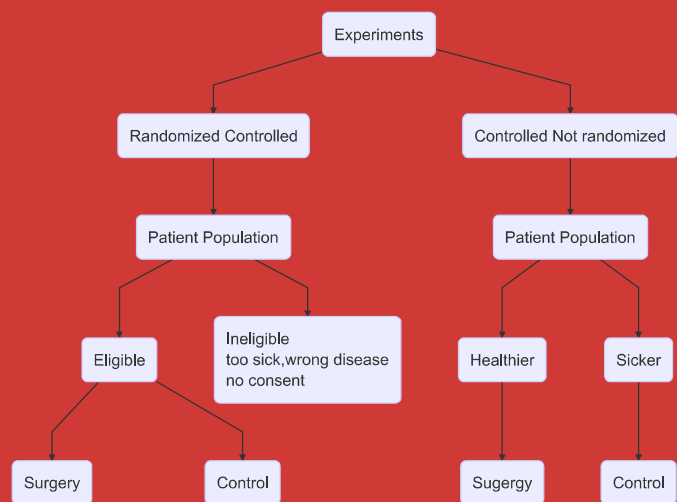 Experiments
Randomized Controlled
Controlled Not randomized
Patient Population
Patient Population
Eligible
Ineligible
too sick,wrong disease
no consent
Healthier
Sicker
Surgery
Control
Sugergy
Control